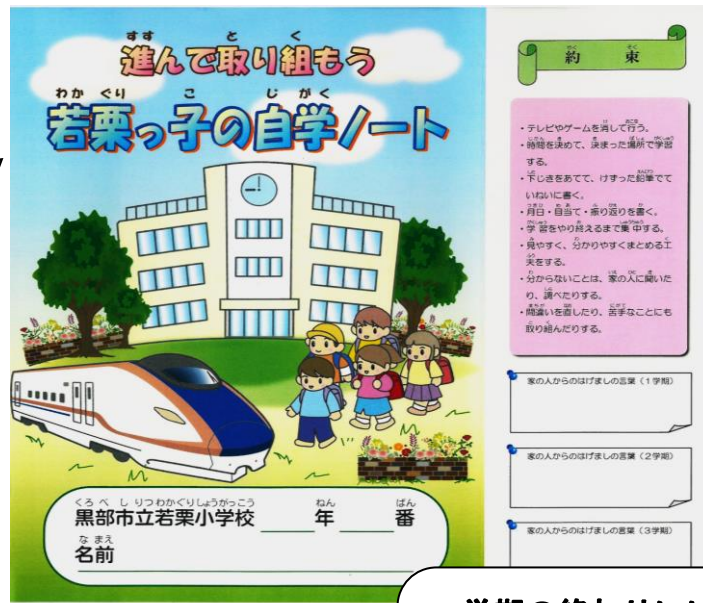 進んで取り組もう
若栗っ子の自学ノート
黒部市立若栗小学校 年 番
名前
約束
・テレビやゲームを消して行う。
・時間を決めて、決まった場所で学習
する。
・下じきをあてて、けずった鉛筆でて
いねいに書く。
・月日・目当て・振り返りを書く。
・学習をやり終えるまで集中する。
・見やすく、分かりやすくまとめる工
夫をする。
・分からないことは、家の人に聞いた
り、調べたりする。
・間違いを直したり、苦手なことにも
取り組んだりする。
家の人からのはげましの言葉（1学期）
家の人からのはげましの言葉（2学期）
家の人からのはげましの言葉（3学期）